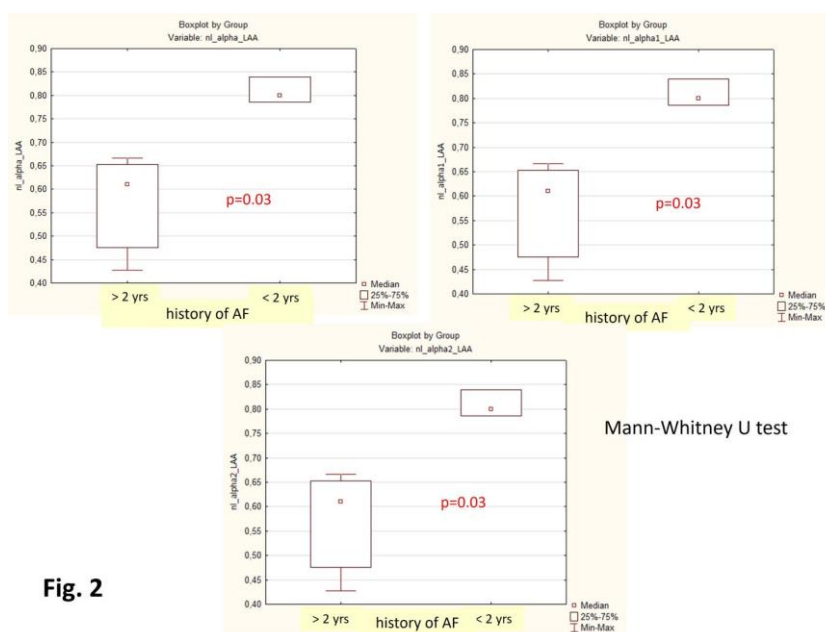 Boxplot by Group
Variable: nl_alpha_LAA
0,90
0,85
0,80
0,75
0,70
0,65
0,60
0,55
0,50
0,45
0,40
nl_alpha_LAA
p=0.03
> 2 yrs
< 2 yrs
history of AF
Median
25%-75%
Min-Max
Boxplot by Group
Variable: nl_alpha1_LAA
0,90
0,85
0,80
0,75
0,70
0,65
0,60
0,55
0,50
0,45
0,40
nl_alpha1_LAA
p=0.03
> 2 yrs
< 2 yrs
history of AF
Median
25%-75%
Min-Max
Boxplot by Group
Variable: nl_alpha2_LAA
0,90
0,85
0,80
0,75
0,70
0,65
0,60
0,55
0,50
0,45
0,40
nl_alpha2_LAA
p=0.03
> 2 yrs
history of AF
< 2 yrs
Median
25%-75%
Min-Max
Mann-Whitney U test
Fig. 2